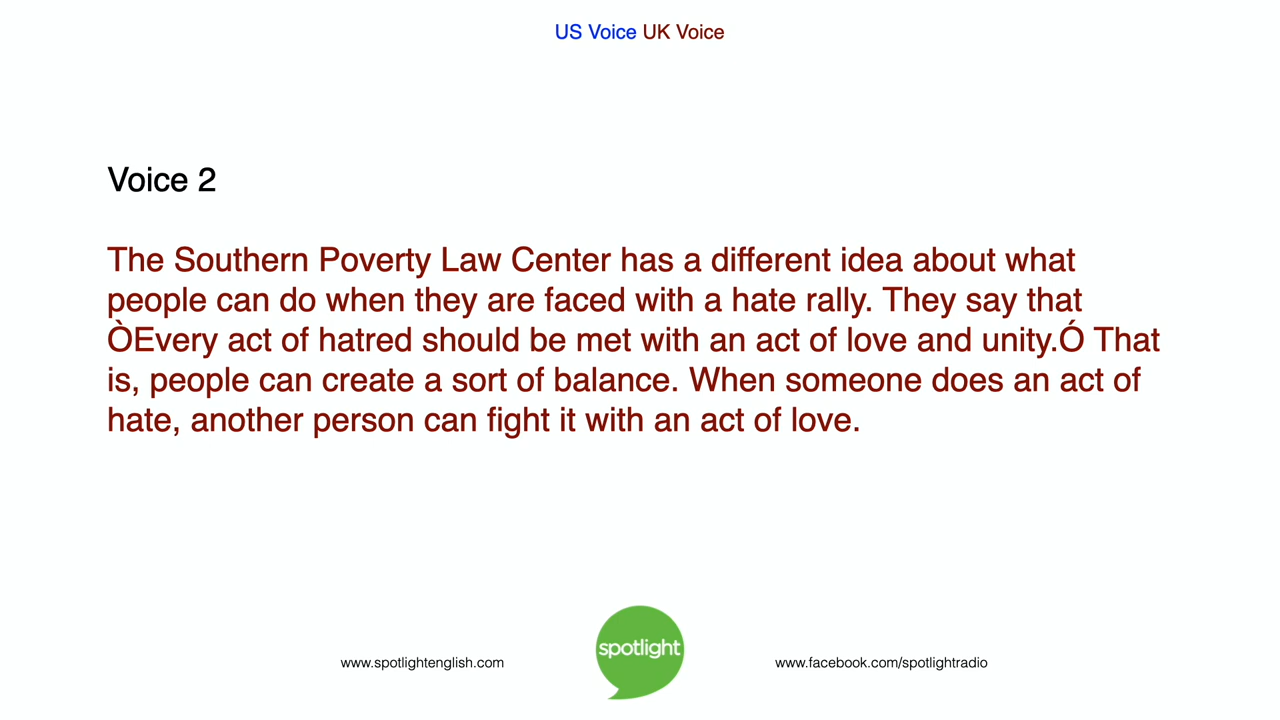 US Voice UK Voice
Voice 2
The Southern Poverty Law Center has a different idea about what
people can do when they are faced with a hate rally. They say that
ÒEvery act of hatred should be met with an act of love and unity.Ó That
is, people can create a sort of balance. When someone does an act of
hate, another person can fight it with an act of love.
www.spotlightenglish.com
spotlight
www.facebook.com/spotlightradio